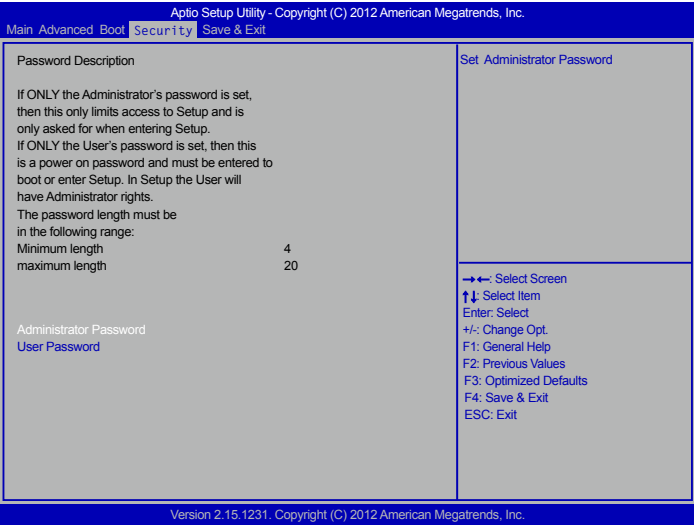 Aptio Setup Utility - Copyright (C) 2012 American Megatrends, Inc.
Main Advanced Boot Security Save & Exit
Password Description
If ONLY the Administrator's password is set,
then this only limits access to Setup and is
only asked for when entering Setup.
If ONLY the User's password is set, then this
is a power on password and must be entered to
boot or enter Setup. In Setup the User will
have Administrator rights.
The password length must be
in the following range:
Minimum length 4
maximum length 20
Administrator Password
User Password
Set Administrator Password
→←: Select Screen
↑↓: Select Item
Enter: Select
+/-: Change Opt.
F1: General Help
F2: Previous Values
F3: Optimized Defaults
F4: Save & Exit
ESC: Exit
Version 2.15.1231. Copyright (C) 2012 American Megatrends, Inc.